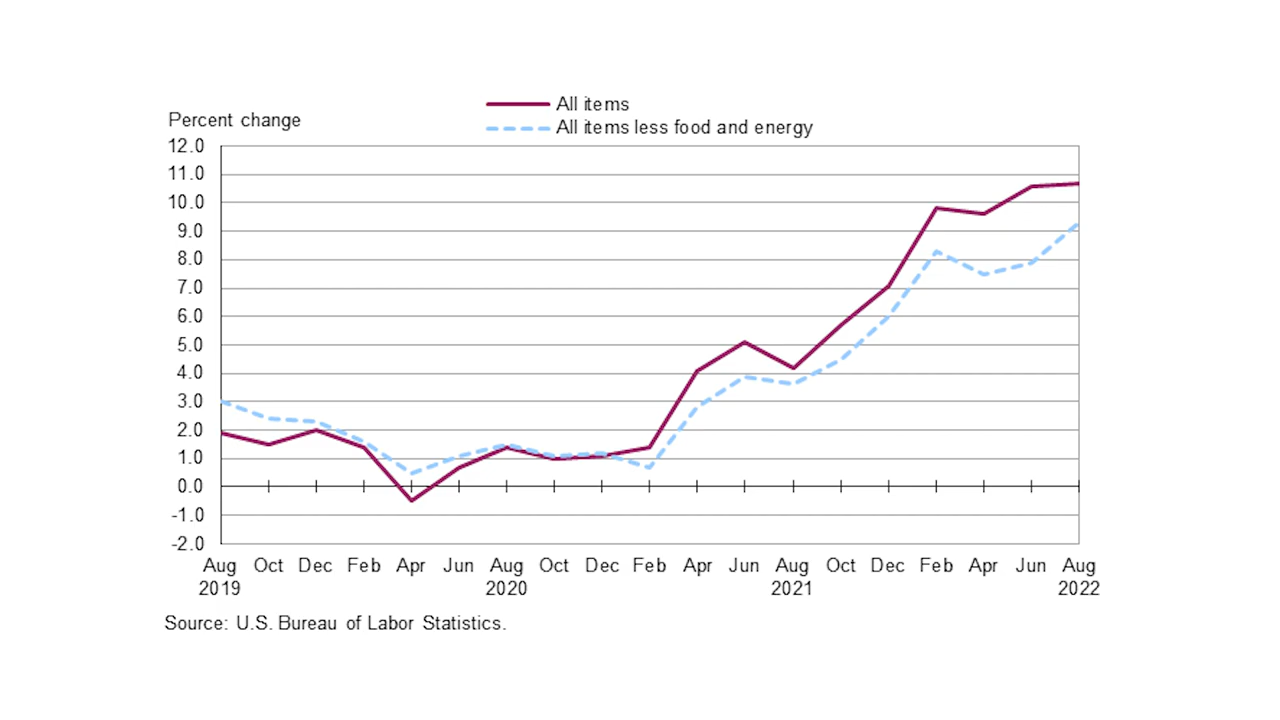 All items
Percent change
All items less food and energy
12.0
11.0
10.0
9.0
8.0
7.0
6.0
5.0
4.0
3.0
2.0
1.0
0.0
-1.0
-2.0
Aug Oct Dec Feb Apr Jun Aug Oct Dec Feb Apr Jun Aug Oct Dec Feb Apr Jun Aug
2019 2020 2021 2022
Source: U.S. Bureau of Labor Statistics.